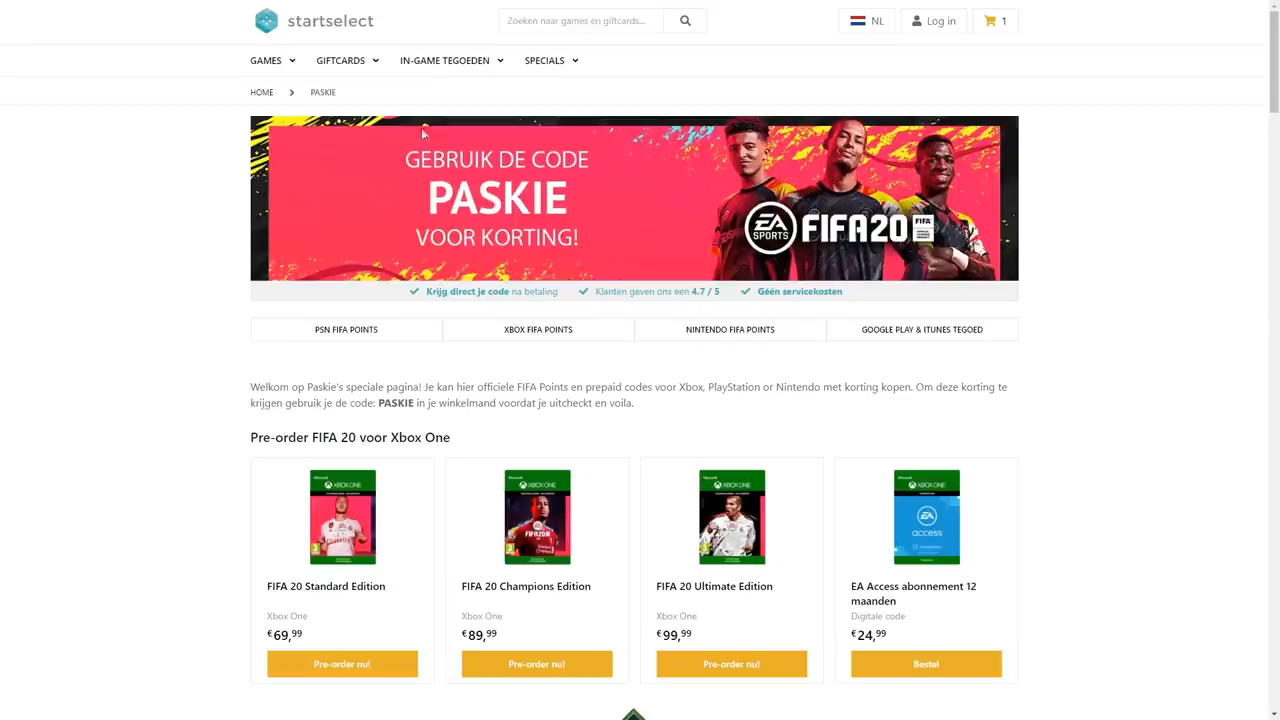 startselect
Zoeken naar games en giftcards...
NL
Log in
1
GAMES
GIFTCARDS
IN-GAME TEGOEDEN
SPECIALS
HOME
PASKIE
GEBRUIK DE CODE
PASKIE
VOOR KORTING!
EA SPORTS
FIFA20
FIFA
Krijg direct je code na betaling
Klanten geven ons een 4.7 / 5
Géén servicekosten
PSN FIFA POINTS
XBOX FIFA POINTS
NINTENDO FIFA POINTS
GOOGLE PLAY & ITUNES TEGOED
Welkom op Paskie's speciale pagina! Je kan hier officiele FIFA Points en prepaid codes voor Xbox, PlayStation or Nintendo met korting kopen. Om deze korting te
krijgen gebruik je de code: PASKIE in je winkelmand voordat je uitcheckt en voila.
Pre-order FIFA 20 voor Xbox One
XBOX ONE
FIFA20
XBOX ONE
FIFA20
XBOX ONE
FIFA20
XBOX ONE
EA
access
FIFA 20 Standard Edition
Xbox One
€69,99
Pre-order nu!
FIFA 20 Champions Edition
Xbox One
€89,99
Pre-order nu!
FIFA 20 Ultimate Edition
Xbox One
€99,99
Pre-order nu!
EA Access abonnement 12
maanden
Digitale code
€24,99
Bestel